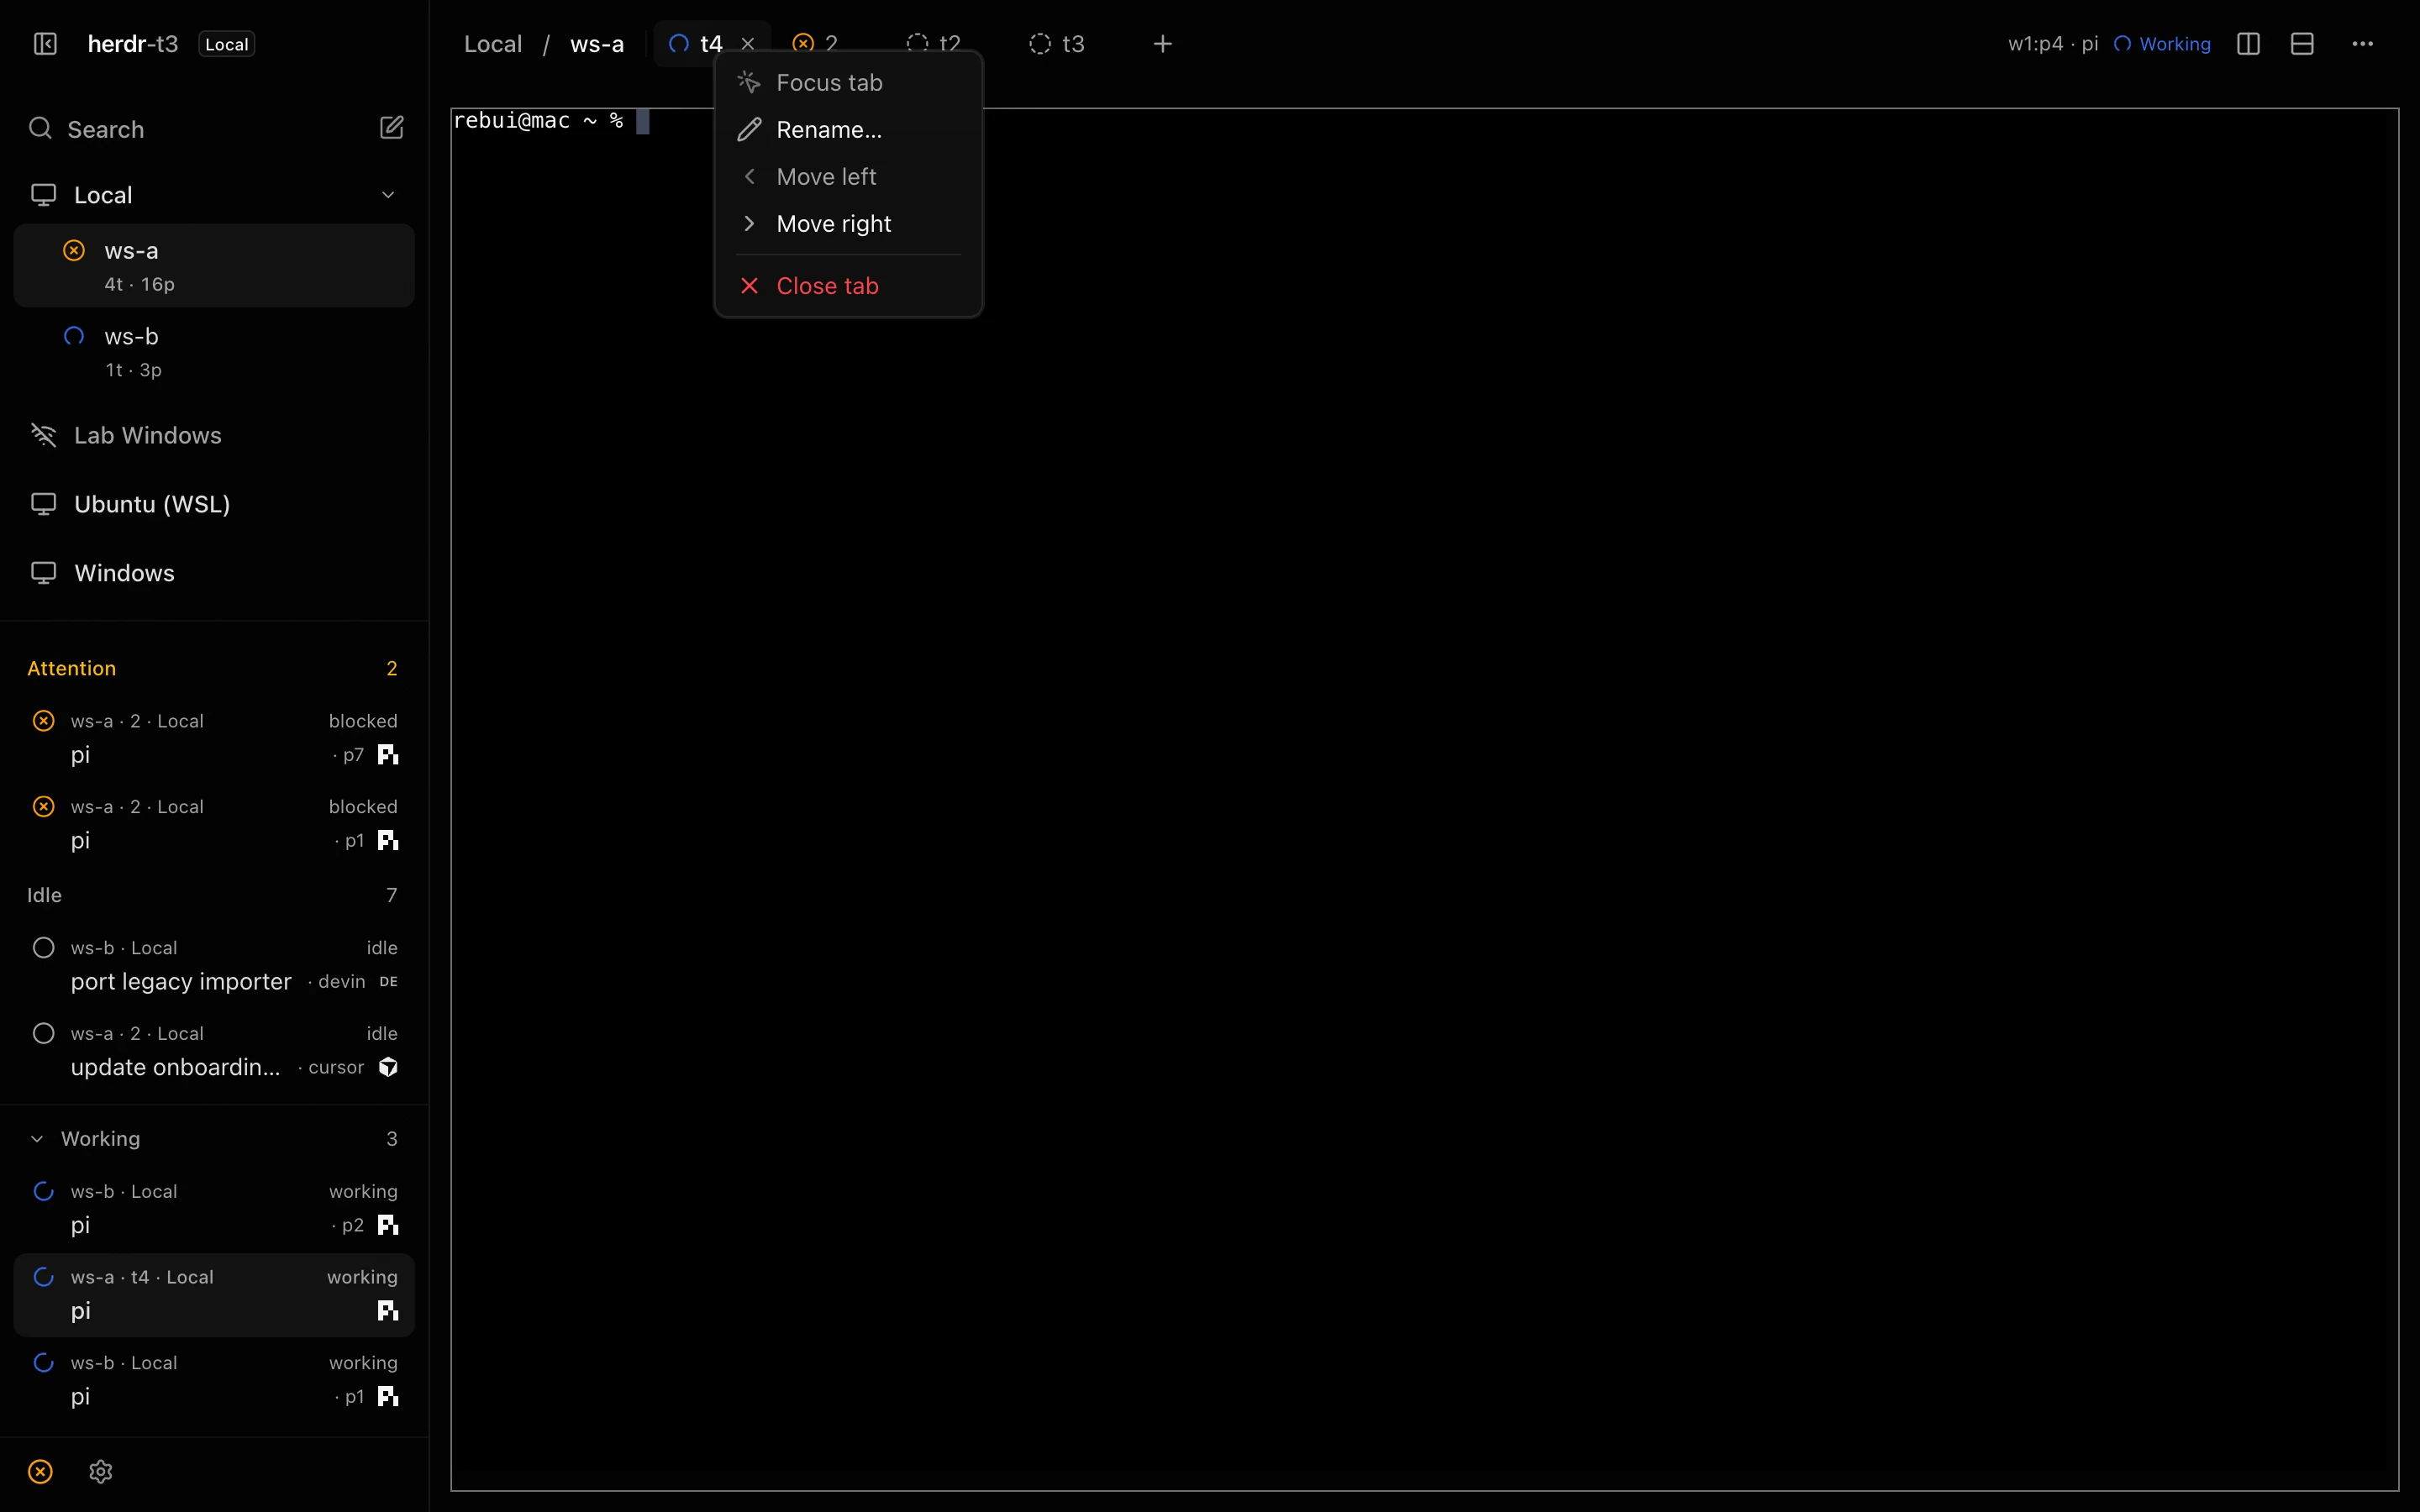 herdr-t3 Local
Search
Local
ws-a
4t · 16p
ws-b
1t · 3p
Lab Windows
Ubuntu (WSL)
Windows
Attention 2
ws-a · 2 · Local blocked
pi · p7
ws-a · 2 · Local blocked
pi · p1
Idle 7
ws-b · Local idle
port legacy importer · devin DE
ws-a · 2 · Local idle
update onboardin... · cursor
Working 3
ws-b · Local working
pi · p2
ws-a · t4 · Local working
pi
ws-b · Local working
pi · p1
Local / ws-a t4 2 t2 t3 w1:p4 · pi Working
rebui@mac ~ %
Focus tab
Rename...
Move left
Move right
Close tab